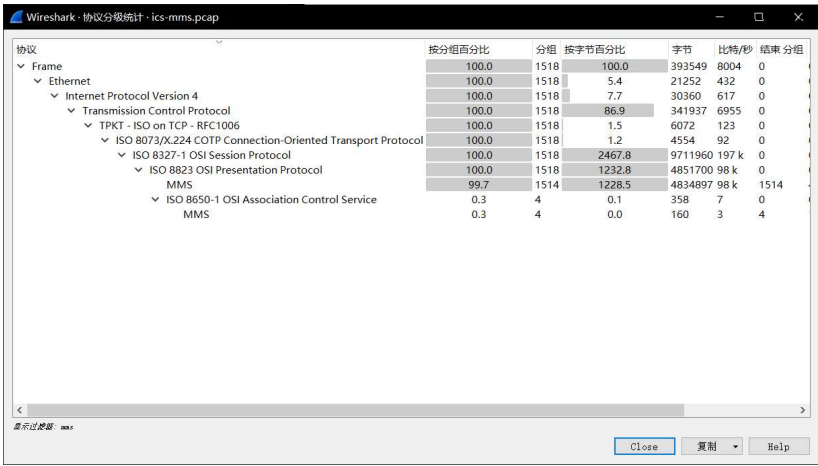 Wireshark · 协议分级统计 · ics-mms.pcap
协议 按分组百分比 分组 按字节百分比 字节 比特/秒 结束 分组
Frame 100.0 1518 100.0 393549 8004 0
Ethernet 100.0 1518 5.4 21252 432 0
Internet Protocol Version 4 100.0 1518 7.7 30360 617 0
Transmission Control Protocol 100.0 1518 86.9 341937 6955 0
TPKT - ISO on TCP - RFC1006 100.0 1518 1.5 6072 123 0
ISO 8073/X.224 COTP Connection-Oriented Transport Protocol 100.0 1518 1.2 4554 92 0
ISO 8327-1 OSI Session Protocol 100.0 1518 2467.8 9711960 197 k 0
ISO 8823 OSI Presentation Protocol 100.0 1518 1232.8 4851700 98 k 0
MMS 99.7 1514 1228.5 4834897 98 k 1514
ISO 8650-1 OSI Association Control Service 0.3 4 0.1 358 7 0
MMS 0.3 4 0.0 160 3 4
显示过滤器: mms
Close 复制 Help